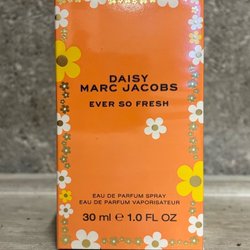 DAISY
MARC JACOBS
EVER SO FRESH
EAU DE PARFUM SPRAY
EAU DE PARFUM VAPORISATEUR
30 ml ℮ 1.0 FL OZ